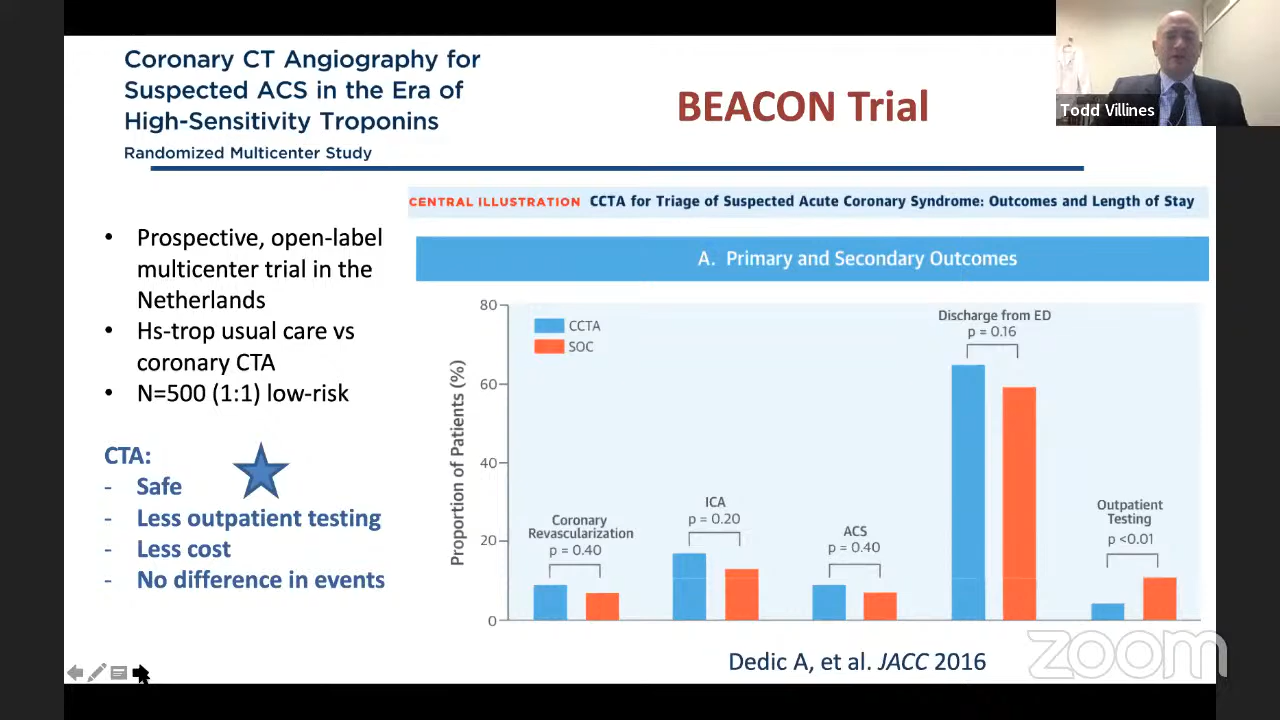 Coronary CT Angiography for
Suspected ACS in the Era of
High-Sensitivity Troponins
Randomized Multicenter Study
BEACON Trial
Todd Villines
CENTRAL ILLUSTRATION CCTA for Triage of Suspected Acute Coronary Syndrome: Outcomes and Length of Stay
• Prospective, open-label
multicenter trial in the
Netherlands
• Hs-trop usual care vs
coronary CTA
• N=500 (1:1) low-risk
CTA:
- Safe
- Less outpatient testing
- Less cost
- No difference in events
A. Primary and Secondary Outcomes
Proportion of Patients (%)
80
60
40
20
0
CCTA
SOC
Coronary
Revascularization
p = 0.40
ICA
p = 0.20
ACS
p = 0.40
Discharge from ED
p = 0.16
Outpatient
Testing
p <0.01
Dedic A, et al. JACC 2016
zoom